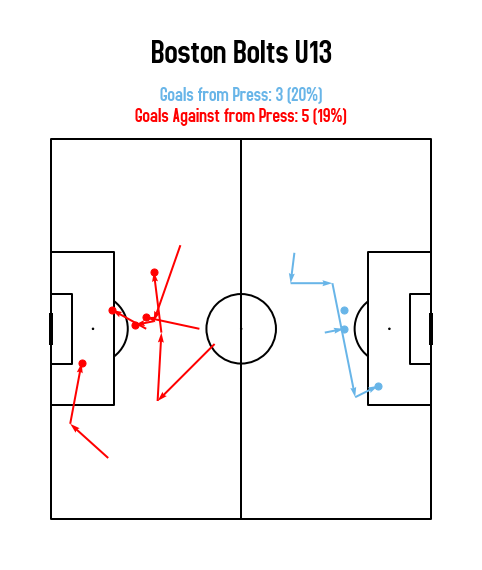 Boston Bolts U13
Goals from Press: 3 (20%)
Goals Against from Press: 5 (19%)